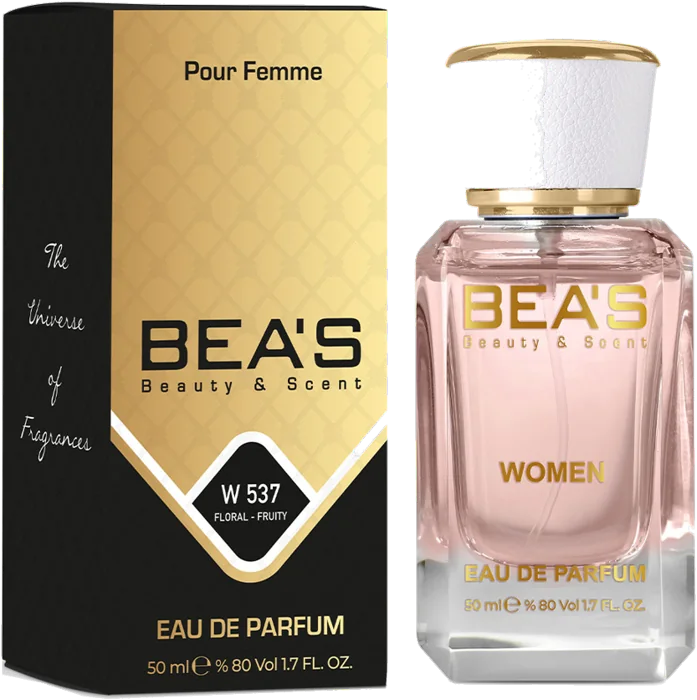 The
Universe
of
Fragrances
Pour Femme
BEA'S
Beauty & Scent
W 537
FLORAL - FRUITY
EAU DE PARFUM
50 ml ℮ % 80 Vol 1.7 FL. OZ.
BEA'S
Beauty & Scent
WOMEN
EAU DE PARFUM
50 ml ℮ % 80 Vol 1.7 FL. OZ.